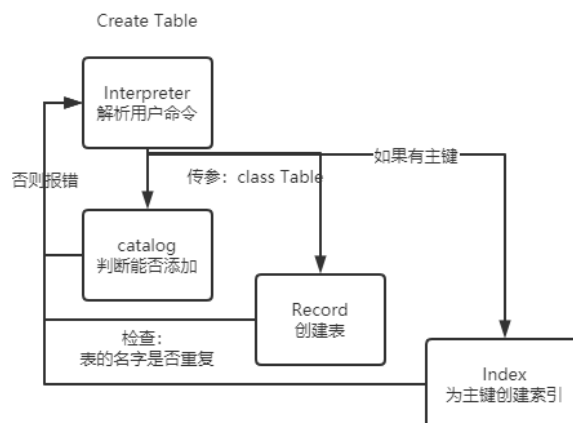 Create Table
Interpreter
解析用户命令
如果有主键
否则报错
传参：class Table
catalog
判断能否添加
Record
创建表
检查：
表的名字是否重复
Index
为主键创建索引